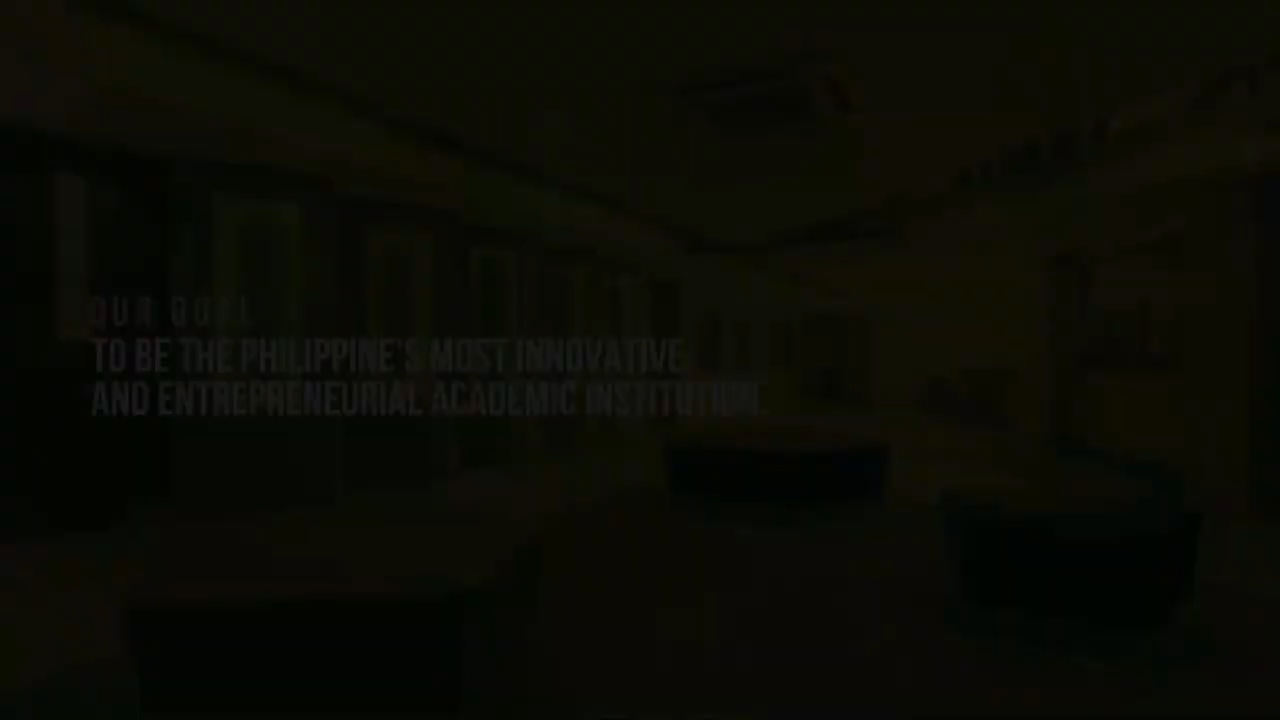 OUR GOAL
TO BE THE PHILIPPINE'S MOST INNOVATIVE
AND ENTREPRENEURIAL ACADEMIC INSTITUTION.